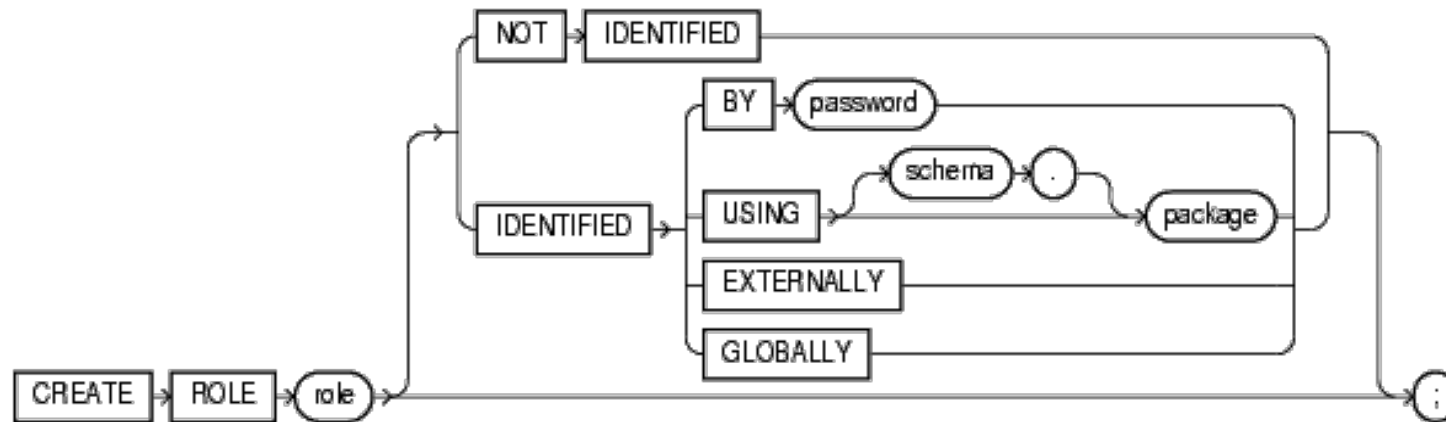 NOT IDENTIFIED
BY password
schema .
IDENTIFIED USING package
EXTERNALLY
GLOBALLY
CREATE ROLE role ;